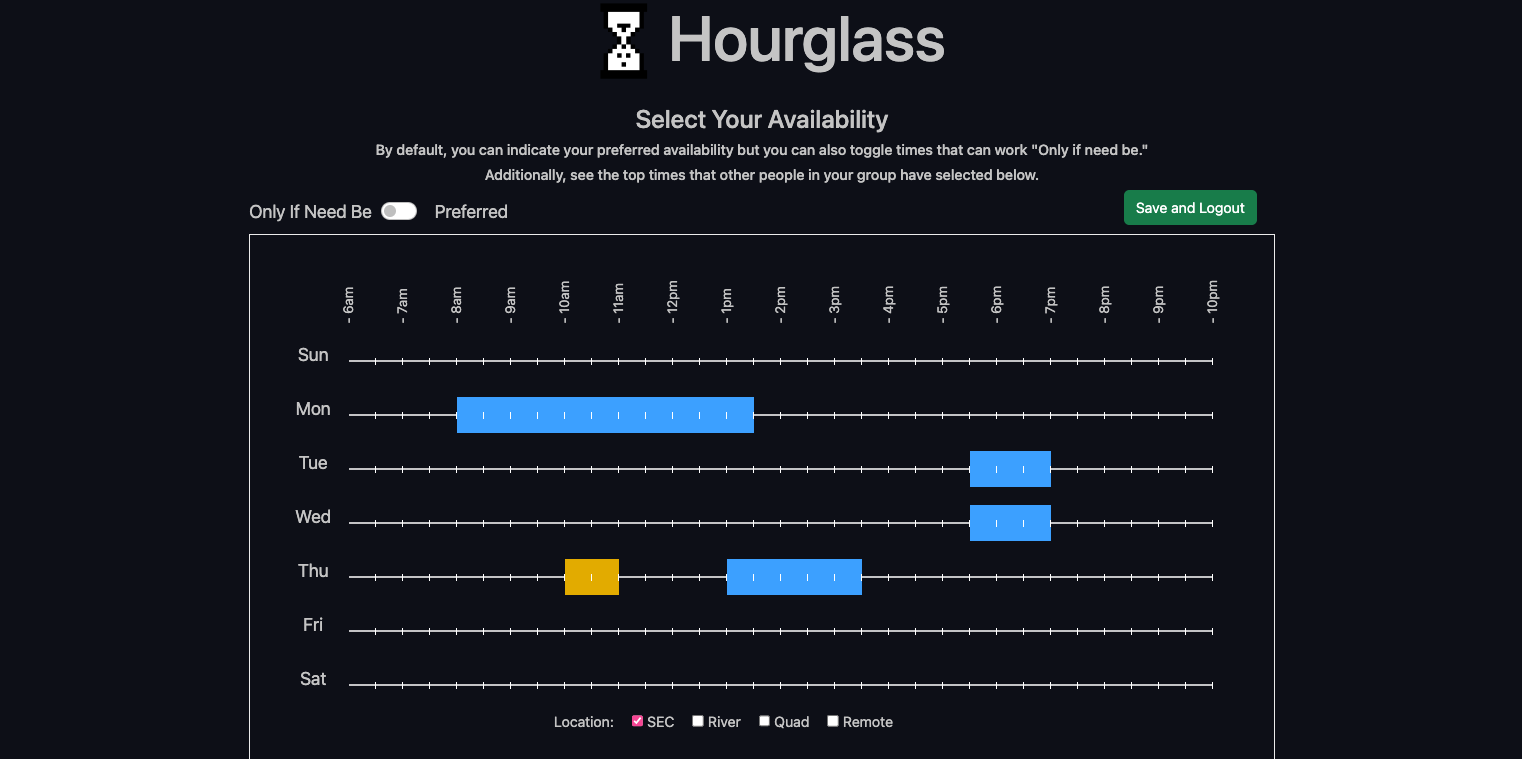 Hourglass
Select Your Availability
By default, you can indicate your preferred availability but you can also toggle times that can work "Only if need be."
Additionally, see the top times that other people in your group have selected below.
Only If Need Be Preferred Save and Logout
- 6am - 7am - 8am - 9am - 10am - 11am - 12pm - 1pm - 2pm - 3pm - 4pm - 5pm - 6pm - 7pm - 8pm - 9pm - 10pm
Sun
Mon
Tue
Wed
Thu
Fri
Sat
Location: SEC River Quad Remote